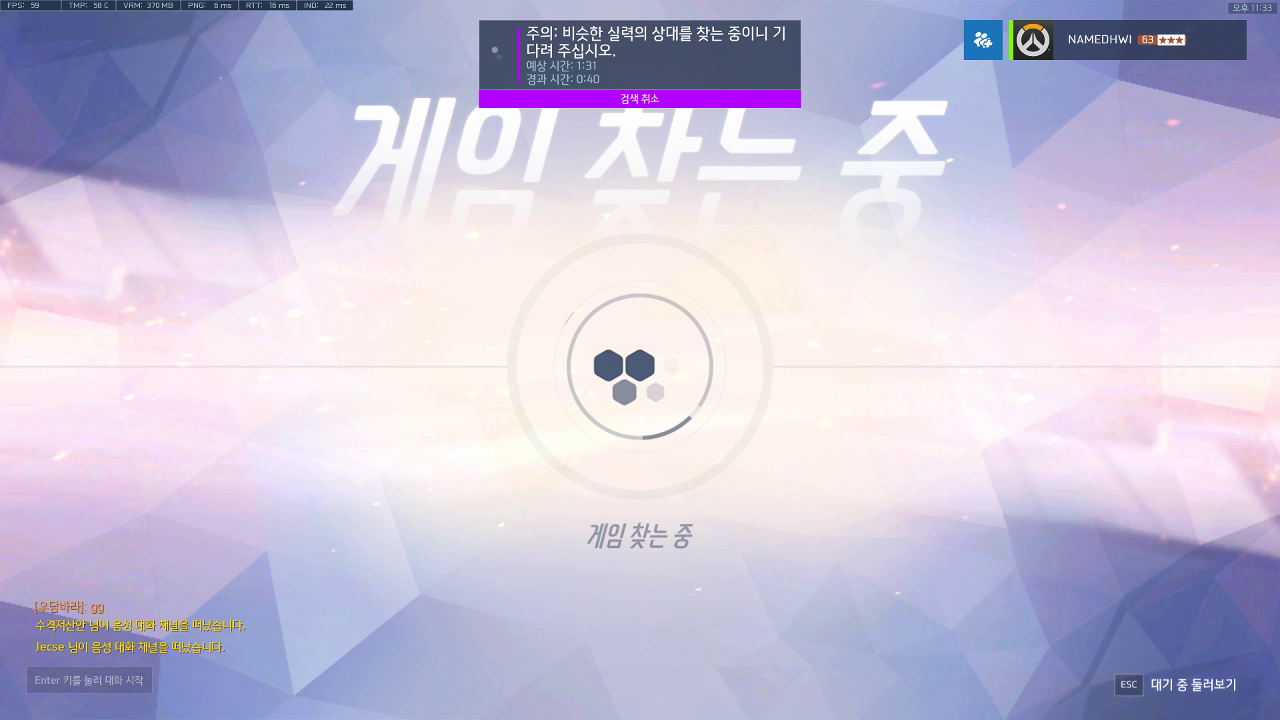 FPS: 59 TMP: 58 C VRM: 370 MB PNG: 6 ms RTT: 16 ms IND: 22 ms
오후 11:33
주의: 비슷한 실력의 상대를 찾는 중이니 기
다려 주십시오.
예상 시간: 1:31
경과 시간: 0:40
검색 취소
NAMEDHWI 63
게임 찾는 중
게임 찾는 중
[우담바라]: gg
수격저산안 님이 음성 대화 채널을 떠났습니다.
Jecse 님이 음성 대화 채널을 떠났습니다.
Enter 키를 눌러 대화 시작
ESC 대기 중 둘러보기